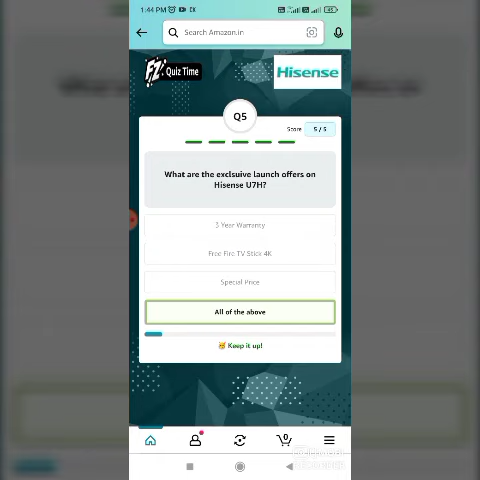 1:44 PM
Search Amazon.in
FZ Quiz Time
Hisense
Q5
Score 5 / 5
What are the exclsuive launch offers on
Hisense U7H?
3 Year Warranty
Free Fire TV Stick 4K
Special Price
All of the above
Keep it up!
0